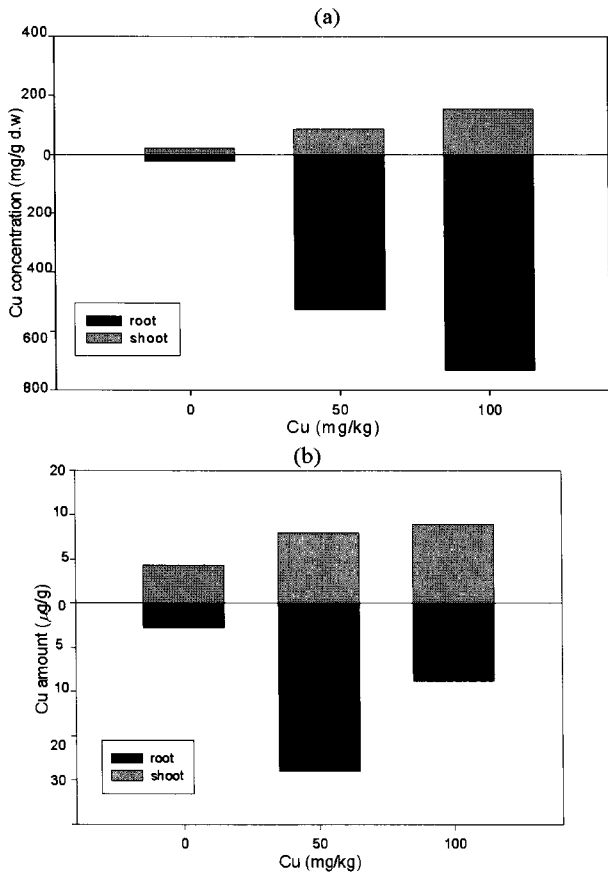 (a)
400
200
0
200
400
600
800
Cu concentration (mg/g d.w)
root
shoot
0 50 100
Cu (mg/kg)
(b)
20
10
5
0
5
10
20
30
Cu amount (μg/g)
root
shoot
0 50 100
Cu (mg/kg)